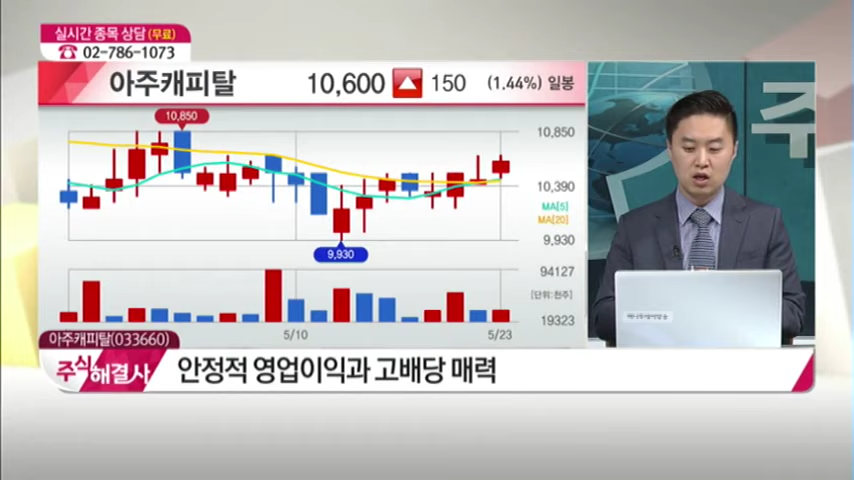 실시간 종목 상담 (무료)
☎ 02-786-1073
아주캐피탈 10,600 ▲ 150 (1.44%) 일봉
10,850
10,850
10,390
MA[5]
MA[20]
9,930
9,930
94127
[단위:천주]
19323
5/10
5/23
주
아주캐피탈(033660)
주식해결사
안정적 영업이익과 고배당 매력